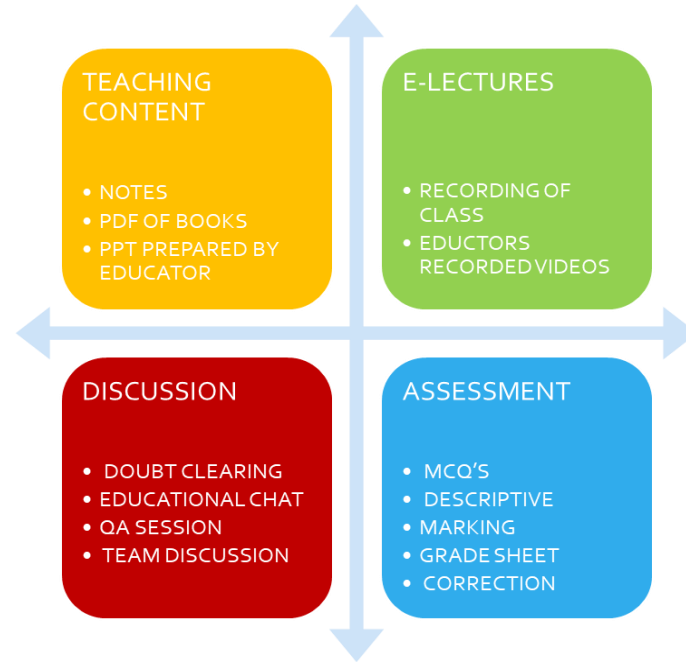 TEACHING
CONTENT
• NOTES
• PDF OF BOOKS
• PPT PREPARED BY
EDUCATOR
E-LECTURES
• RECORDING OF
CLASS
• EDUCTORS
RECORDED VIDEOS
DISCUSSION
• DOUBT CLEARING
• EDUCATIONAL CHAT
• QA SESSION
• TEAM DISCUSSION
ASSESSMENT
• MCQ'S
• DESCRIPTIVE
• MARKING
• GRADE SHEET
• CORRECTION